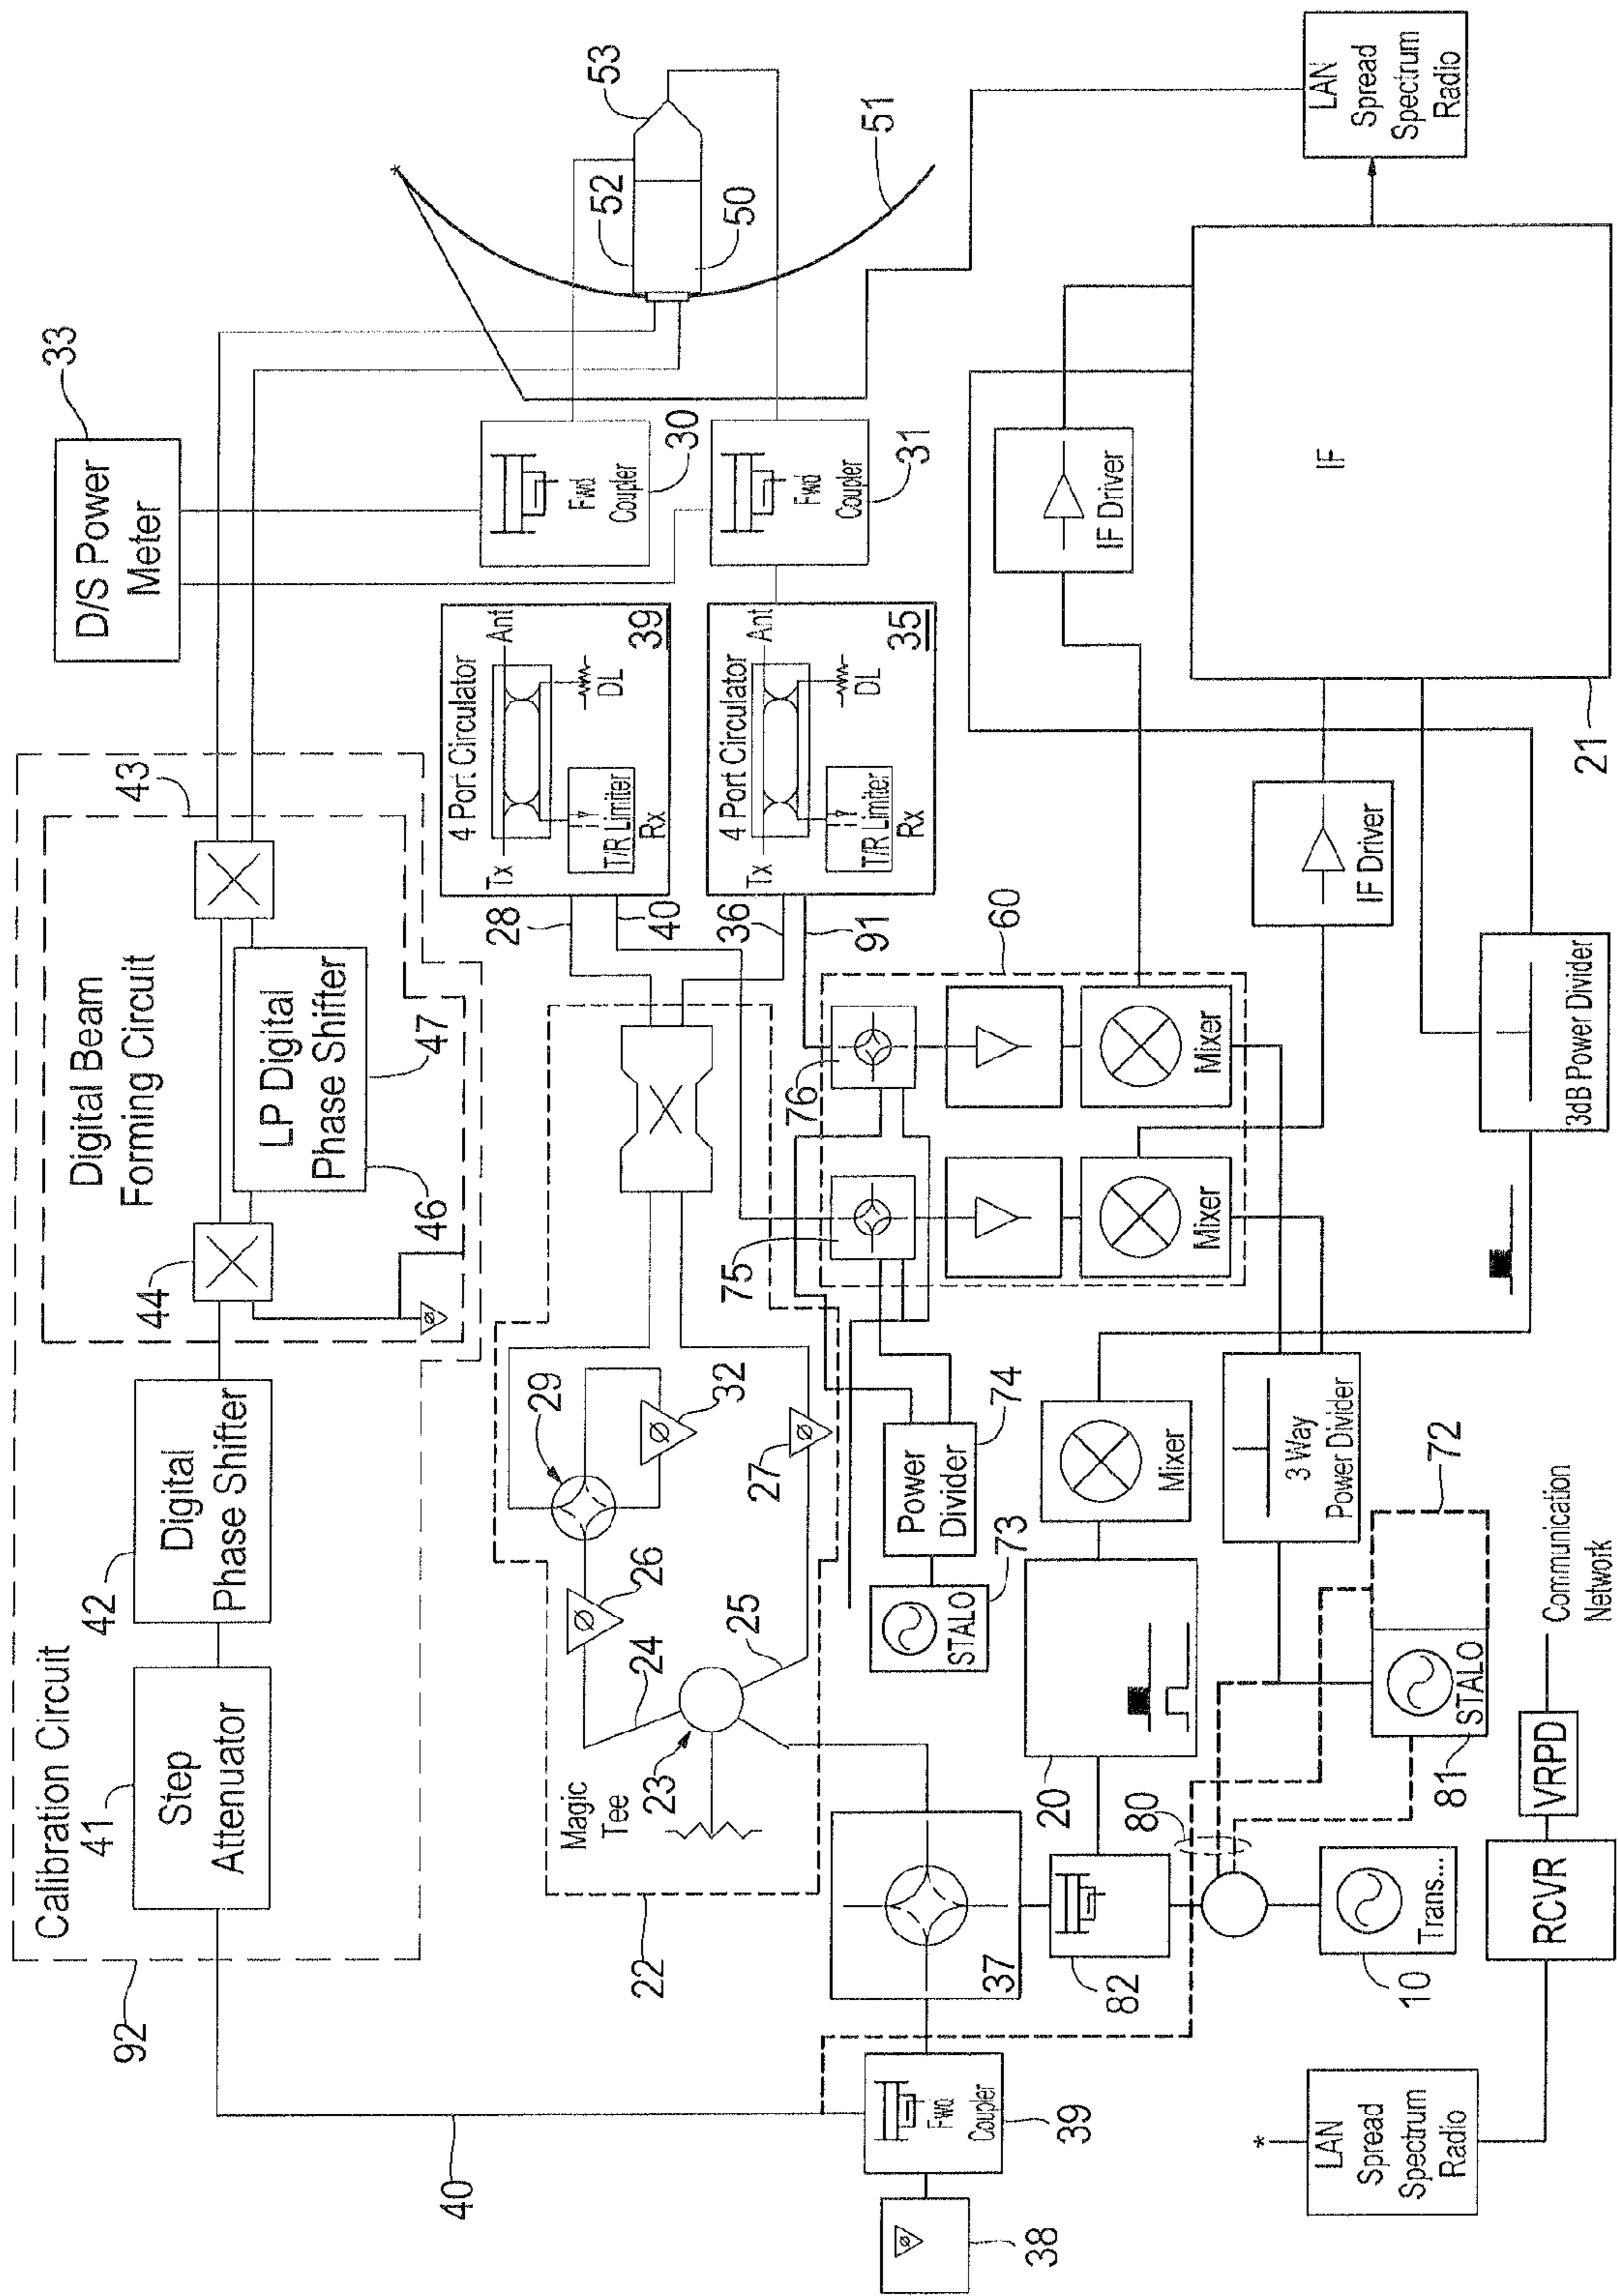 92
Calibration Circuit
41
Step
Attenuator
42
Digital
Phase Shifter
Digital Beam
Forming Circuit
43
44
LP Digital
Phase Shifter
46
47
33
D/S Power
Meter
40
22
Magic
Tee
23
24
25
26
27
29
32
28
40
36
91
4 Port Circulator
Tx
Ant
T/R Limiter
Rx
DL
39
4 Port Circulator
Tx
Ant
T/R Limiter
Rx
DL
35
Fwd
Coupler
30
Fwd
Coupler
31
52
50
53
51
38
Fwd
Coupler
39
37
82
20
80
10
Trans...
STALO
73
Power
Divider
74
75
76
60
Mixer
Mixer
Mixer
3 Way
Power Divider
STALO
81
72
IF Driver
IF Driver
3dB Power Divider
IF
21
LAN
Spread
Spectrum
Radio
*
*
LAN
Spread
Spectrum
Radio
RCVR
VRPD
Communication
Network